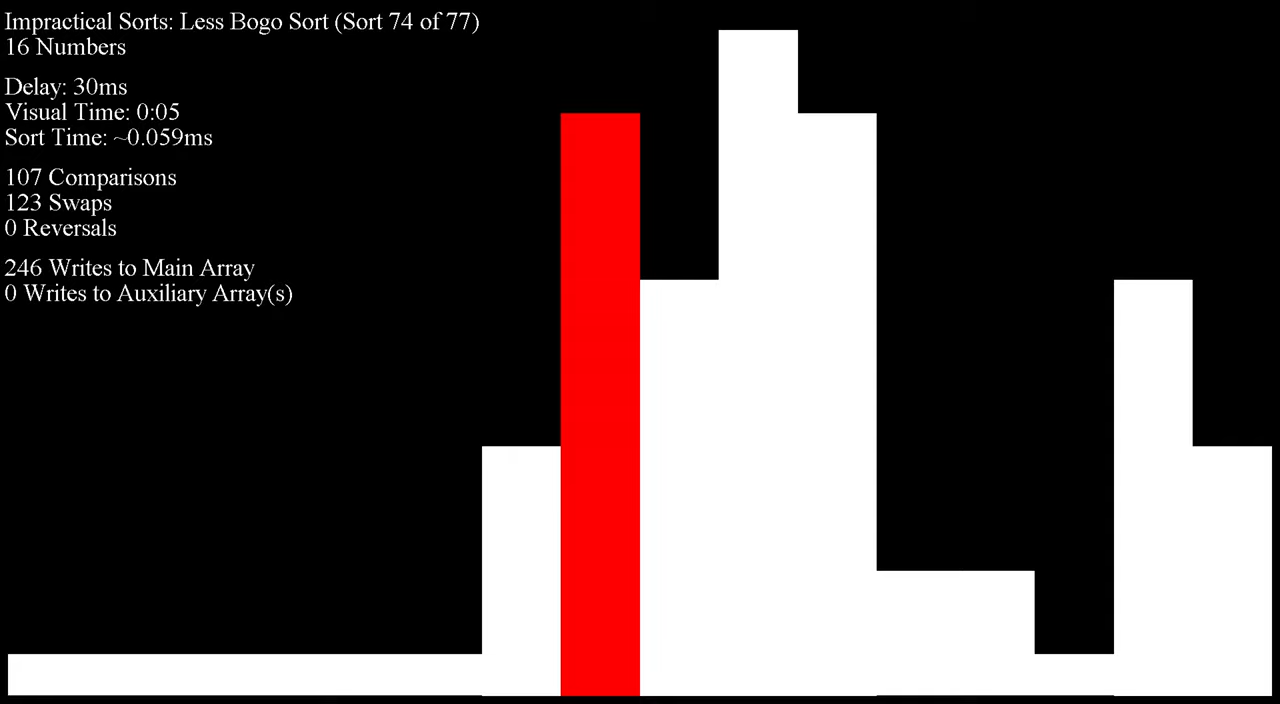 Impractical Sorts: Less Bogo Sort (Sort 74 of 77)
16 Numbers
Delay: 30ms
Visual Time: 0:05
Sort Time: ~0.059ms
107 Comparisons
123 Swaps
0 Reversals
246 Writes to Main Array
0 Writes to Auxiliary Array(s)